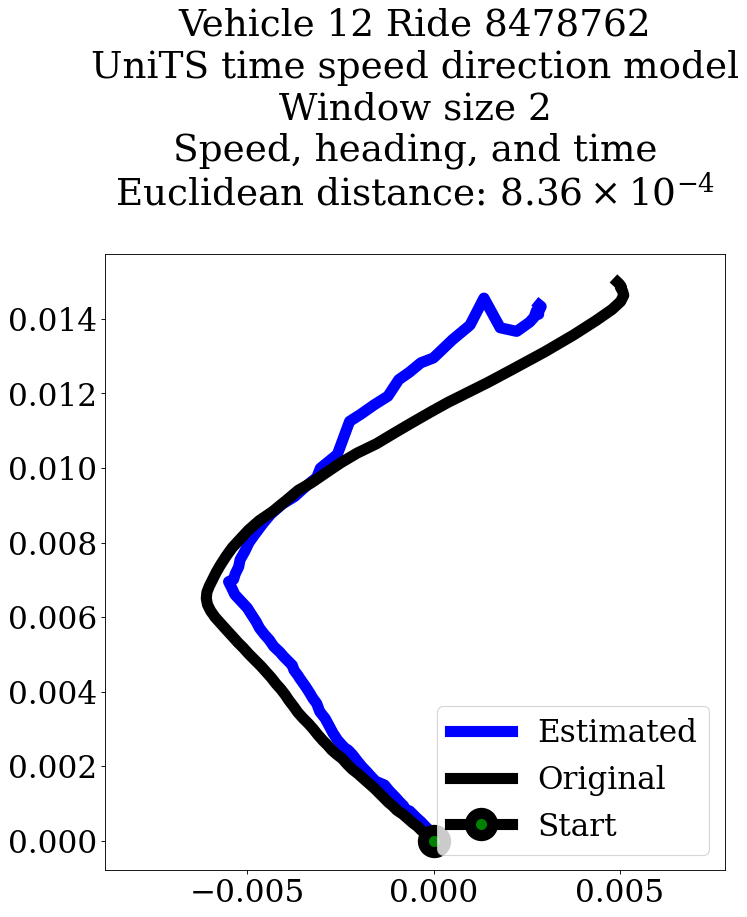 Vehicle 12 Ride 8478762
UniTS time speed direction model
Window size 2
Speed, heading, and time
Euclidean distance: 8.36 × 10⁻⁴
0.014
0.012
0.010
0.008
0.006
0.004
0.002
0.000
−0.005
0.000
0.005
Estimated
Original
Start